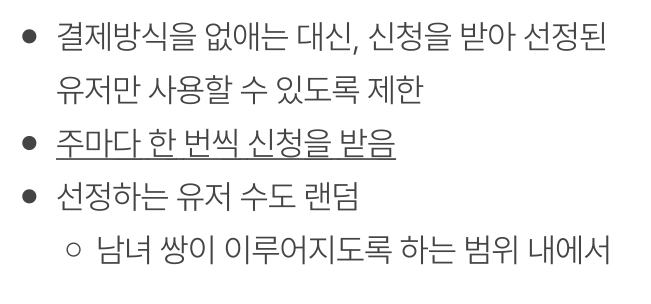 • 결제방식을 없애는 대신, 신청을 받아 선정된
유저만 사용할 수 있도록 제한
• 주마다 한 번씩 신청을 받음
• 선정하는 유저 수도 랜덤
○ 남녀 쌍이 이루어지도록 하는 범위 내에서